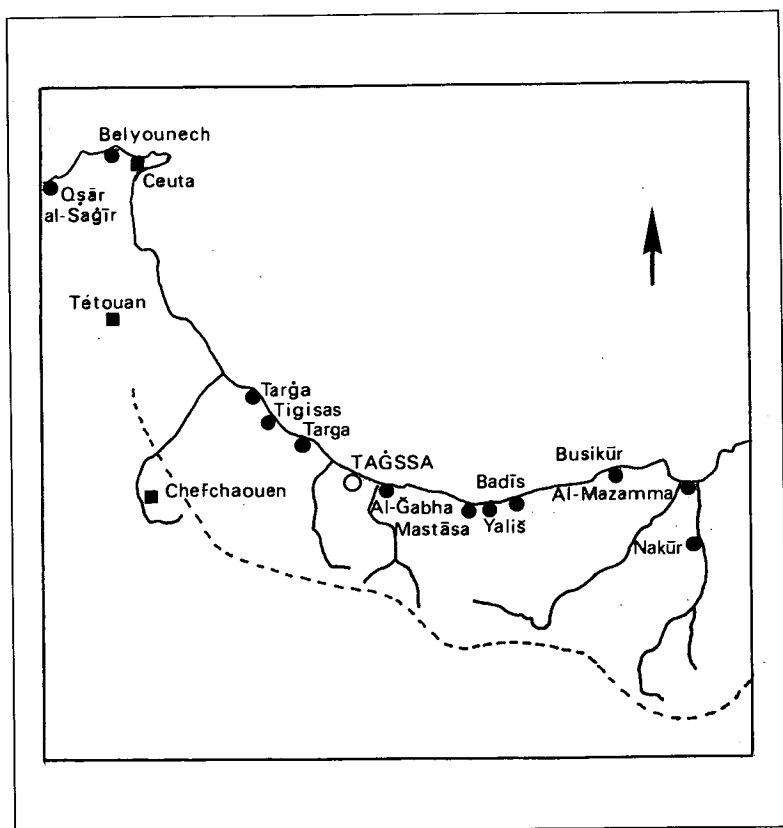 Belyounech
Ceuta
Qṣār
al-Saġīr
Tétouan
Tarġa
Tigisas
Targa
TAĠSSA
Chefchaouen
Al-Ğabha
Mastāsa
Badīs
Yališ
Busikūr
Al-Mazamma
Nakūr